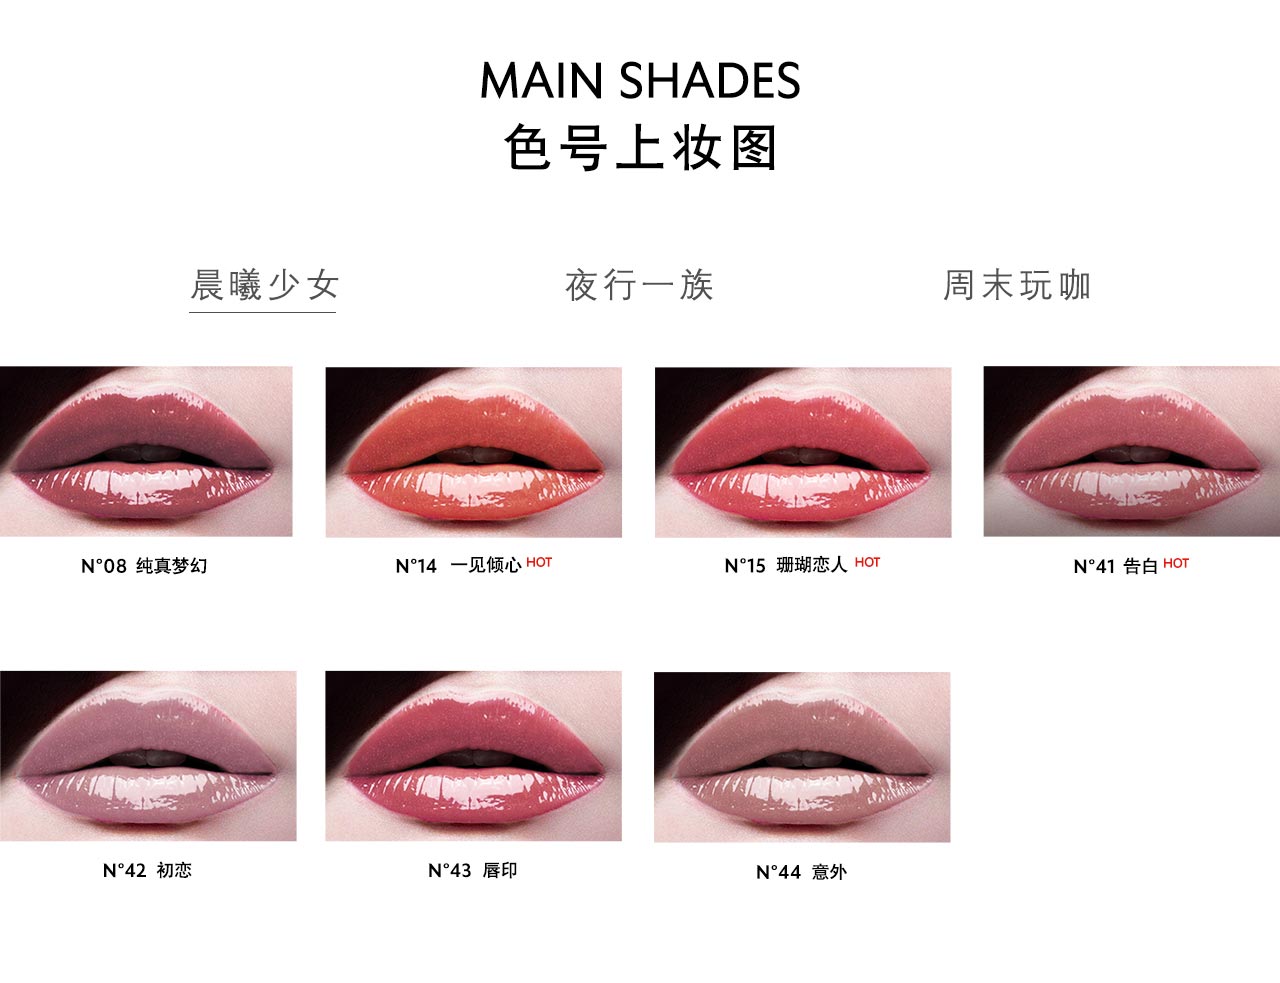 MAIN SHADES
色号上妆图
晨曦少女 夜行一族 周末玩咖
N°08 纯真梦幻 N°14 一见倾心 HOT N°15 珊瑚恋人 HOT N°41 告白 HOT
N°42 初恋 N°43 唇印 N°44 意外